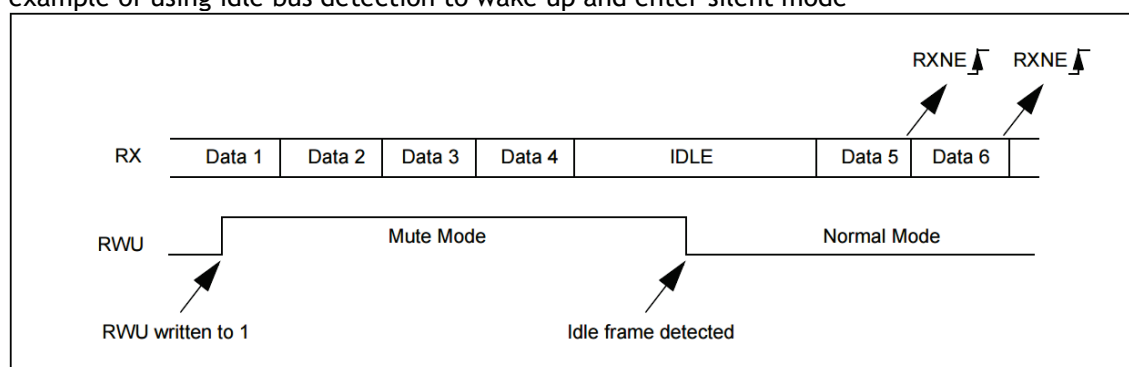 example of using idle bus detection to wake up and enter silent mode
RXNE RXNE
RX Data 1 Data 2 Data 3 Data 4 IDLE Data 5 Data 6
RWU Mute Mode Normal Mode
RWU written to 1 Idle frame detected